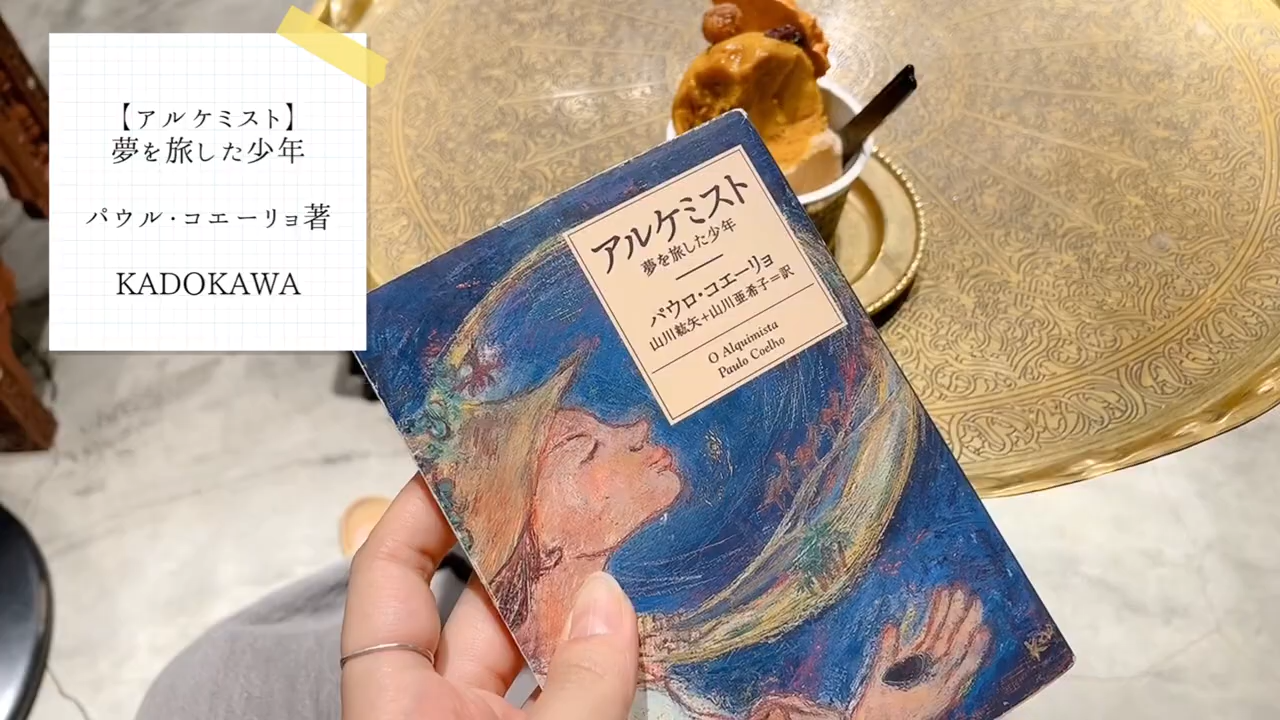 【アルケミスト】
夢を旅した少年
パウル・コエーリョ著
KADOKAWA
アルケミスト
夢を旅した少年
パウロ・コエーリョ
山川紘矢+山川亜希子=訳
O Alquimista
Paulo Coelho